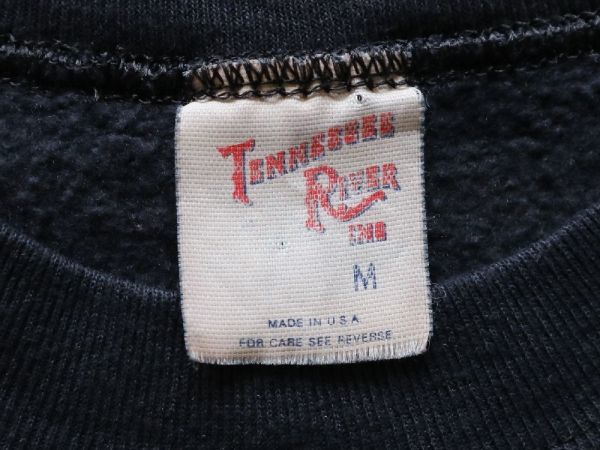 TENNESSEE
RIVER
INC
M
MADE IN U.S.A.
FOR CARE SEE REVERSE